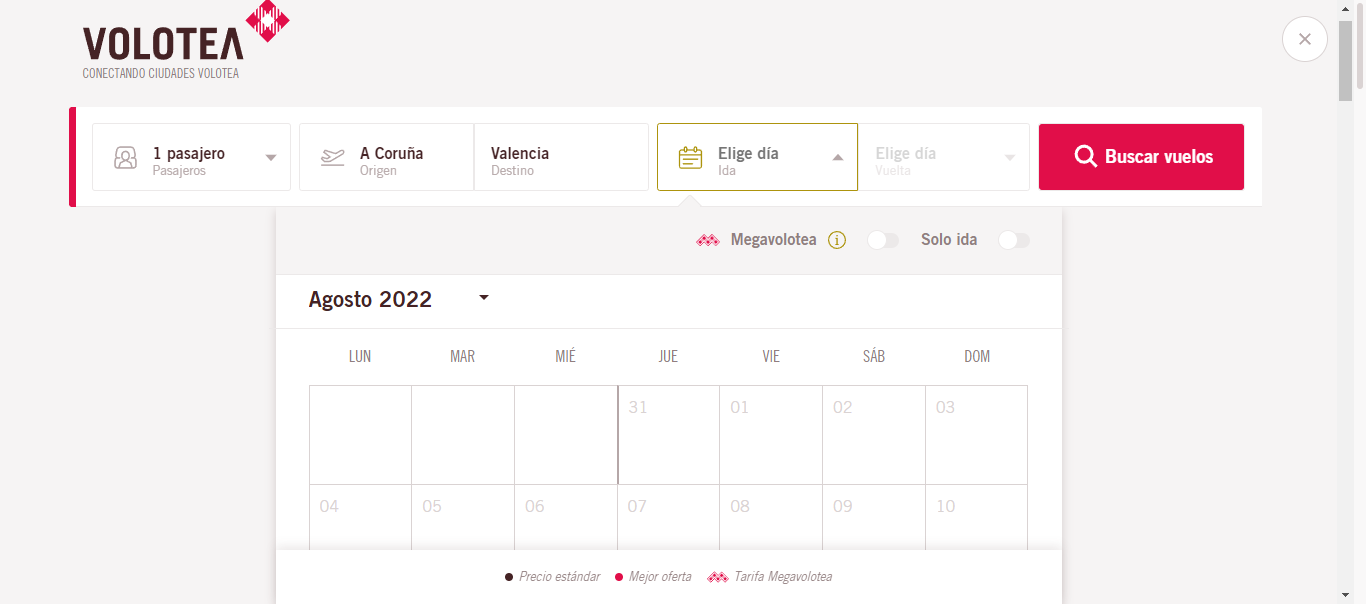 VOLOTEA
CONECTANDO CIUDADES VOLOTEA
1 pasajero
Pasajeros
A Coruña
Origen
Valencia
Destino
Elige día
Ida
Elige día
Vuelta
Buscar vuelos
Megavolotea
Solo ida
Agosto 2022
LUN MAR MIÉ JUE VIE SÁB DOM
31 01 02 03
04 05 06 07 08 09 10
Precio estándar Mejor oferta Tarifa Megavolotea